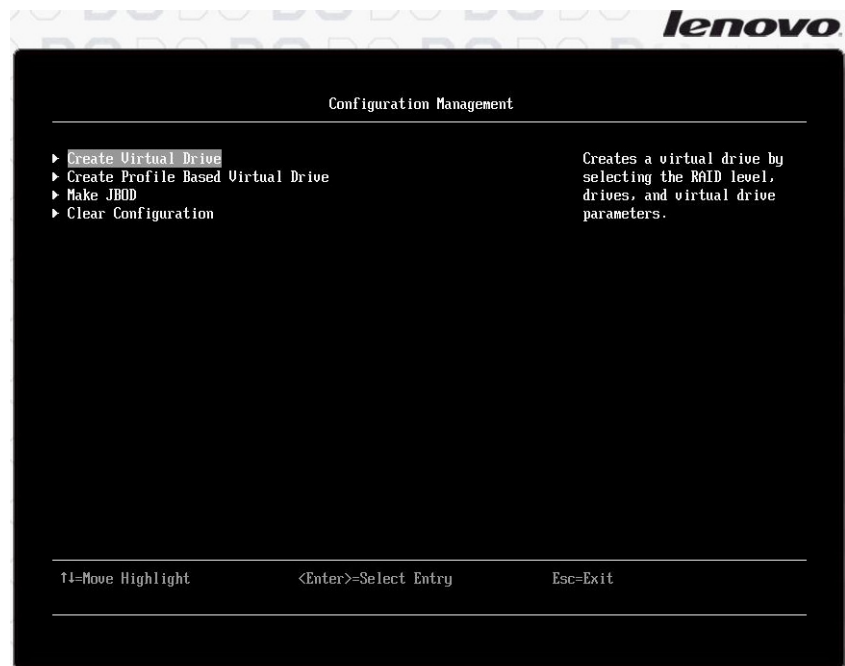 lenovo
Configuration Management
▶ Create Virtual Drive
▶ Create Profile Based Virtual Drive
▶ Make JBOD
▶ Clear Configuration
Creates a virtual drive by
selecting the RAID level,
drives, and virtual drive
parameters.
↑↓=Move Highlight
<Enter>=Select Entry
Esc=Exit